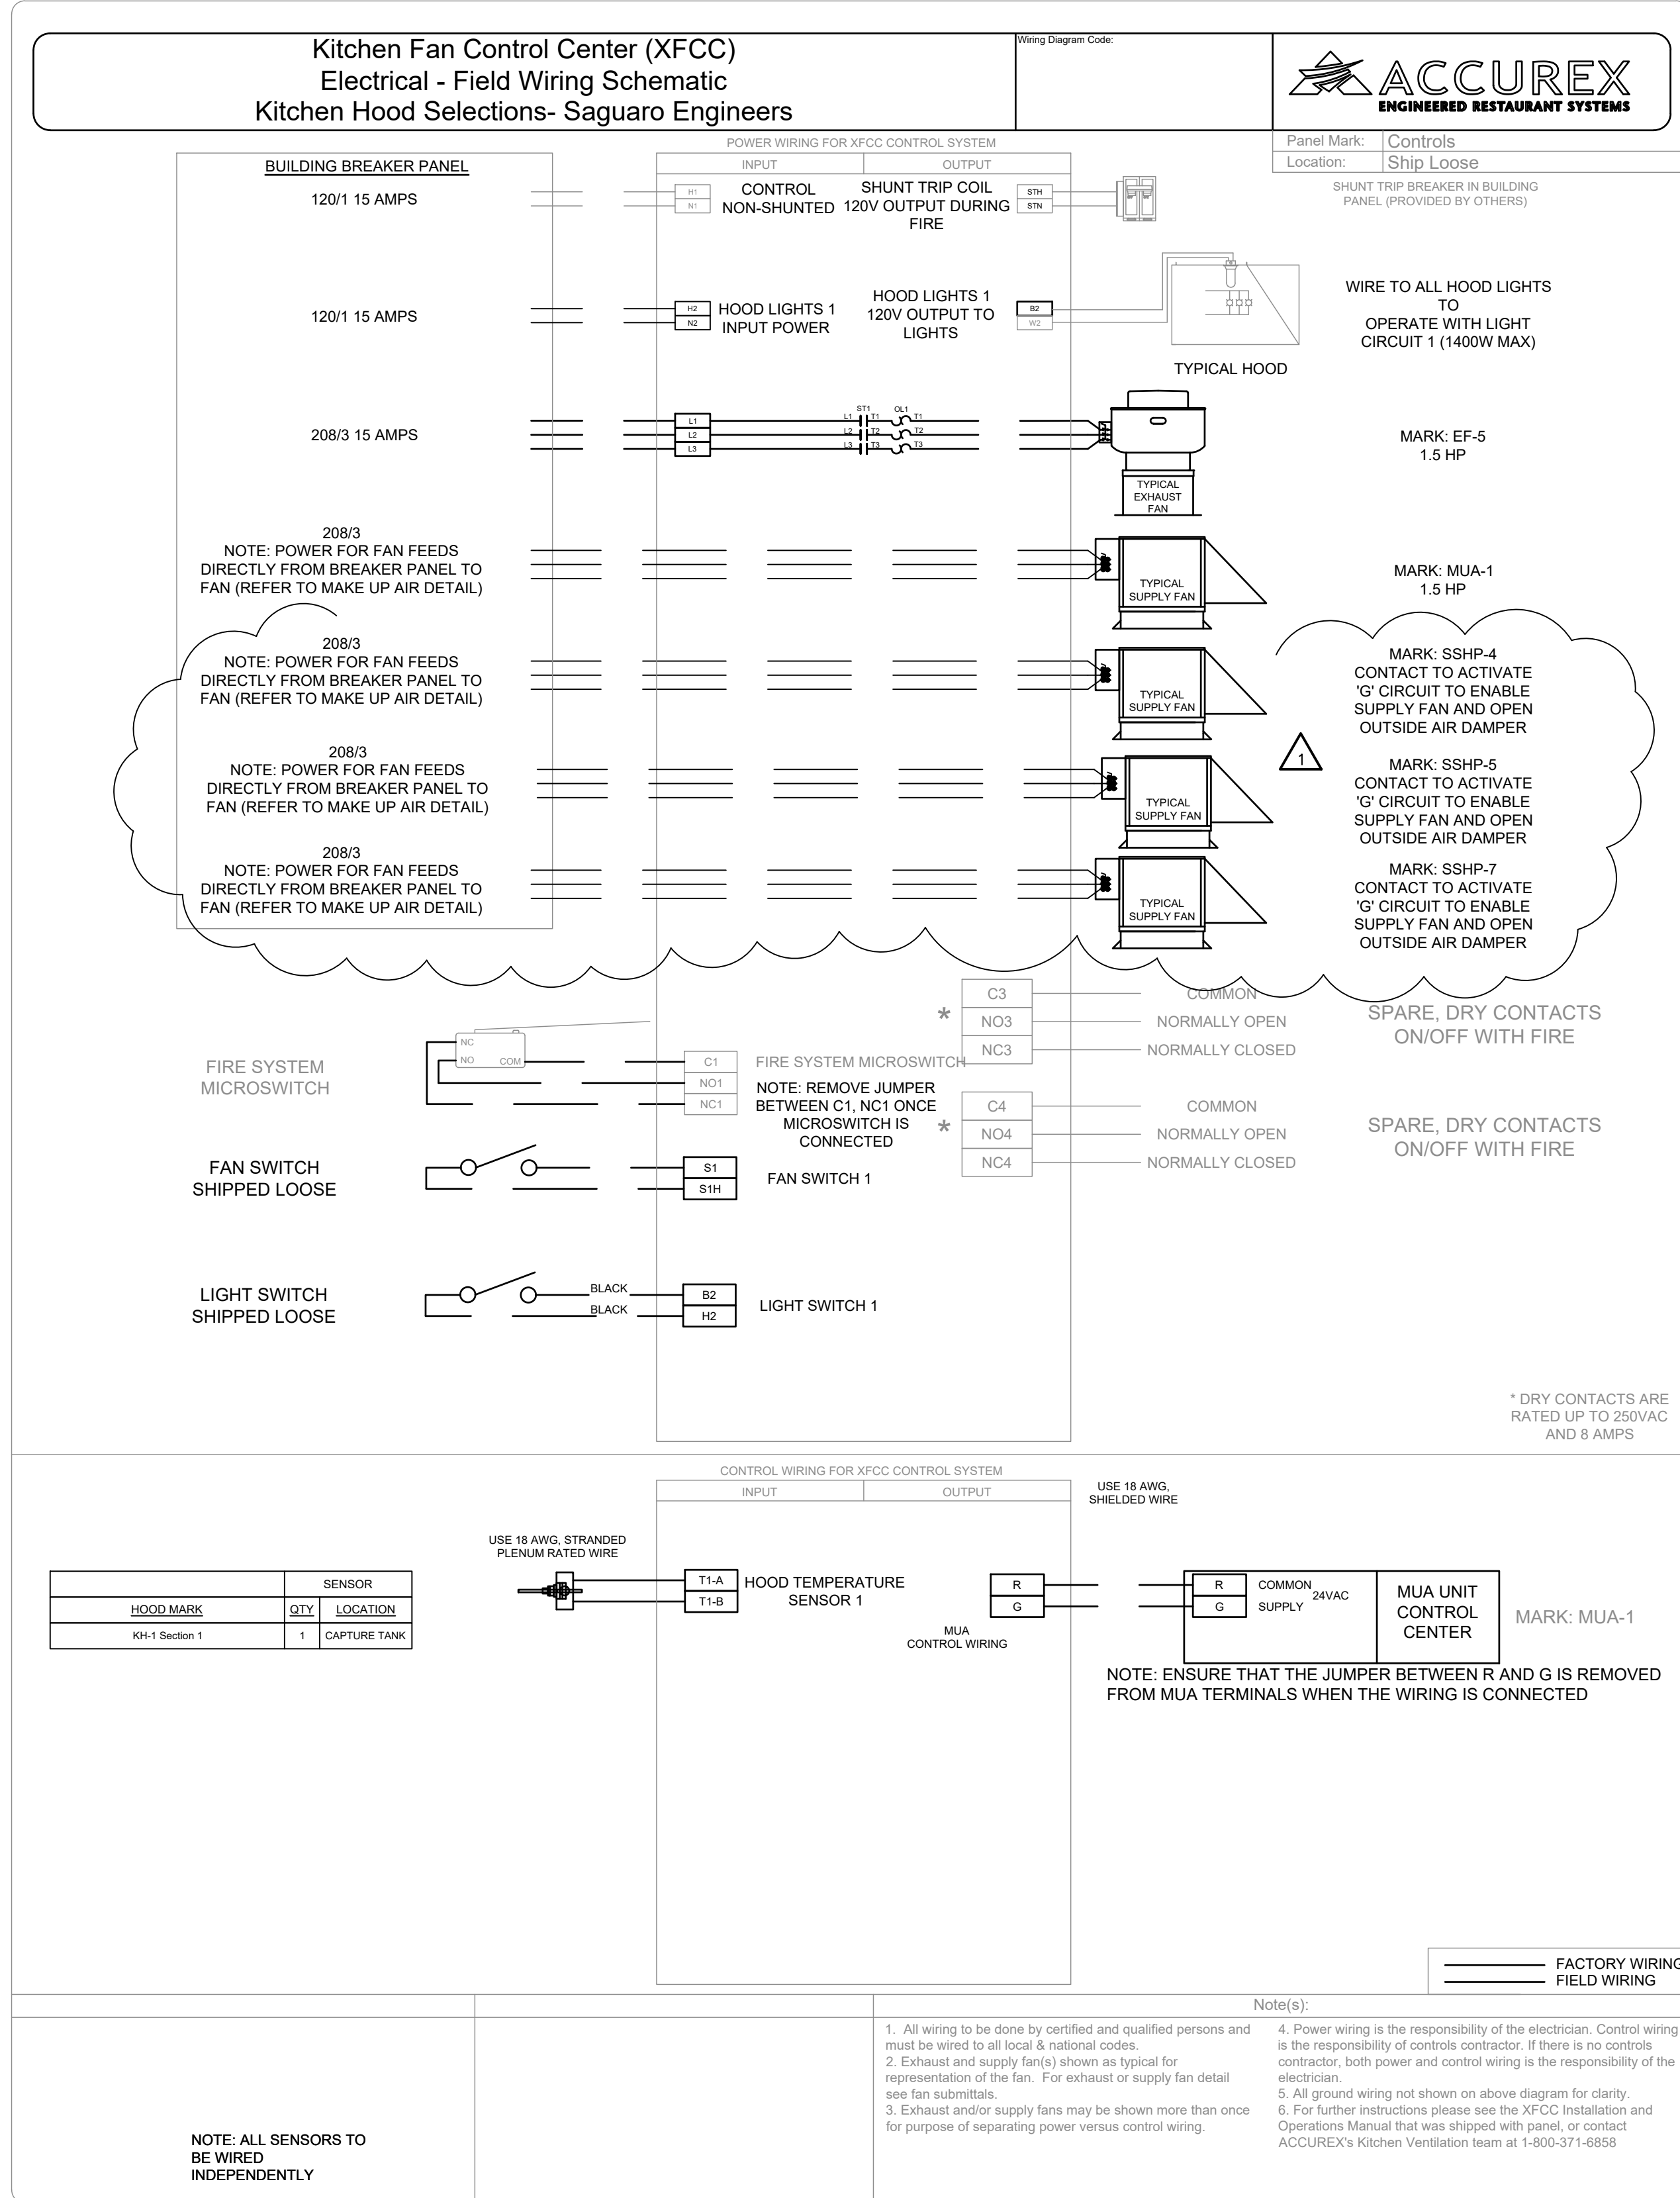 Kitchen Fan Control Center (XFCC)
Electrical - Field Wiring Schematic
Kitchen Hood Selections- Saguaro Engineers
Wiring Diagram Code:
ACCUREX
ENGINEERED RESTAURANT SYSTEMS
Panel Mark: Controls
Location: Ship Loose
POWER WIRING FOR XFCC CONTROL SYSTEM
INPUT OUTPUT
BUILDING BREAKER PANEL
120/1 15 AMPS
H1
N1
CONTROL
NON-SHUNTED
SHUNT TRIP COIL
120V OUTPUT DURING
FIRE
STH
STN
SHUNT TRIP BREAKER IN BUILDING
PANEL (PROVIDED BY OTHERS)
120/1 15 AMPS
H2
N2
HOOD LIGHTS 1
INPUT POWER
HOOD LIGHTS 1
120V OUTPUT TO
LIGHTS
B2
W2
TYPICAL HOOD
WIRE TO ALL HOOD LIGHTS
TO
OPERATE WITH LIGHT
CIRCUIT 1 (1400W MAX)
208/3 15 AMPS
L1
L2
L3
ST1 OL1
L1 T1 T1
L2 T2 T2
L3 T3 T3
TYPICAL
EXHAUST
FAN
MARK: EF-5
1.5 HP
208/3
NOTE: POWER FOR FAN FEEDS
DIRECTLY FROM BREAKER PANEL TO
FAN (REFER TO MAKE UP AIR DETAIL)
TYPICAL
SUPPLY FAN
MARK: MUA-1
1.5 HP
208/3
NOTE: POWER FOR FAN FEEDS
DIRECTLY FROM BREAKER PANEL TO
FAN (REFER TO MAKE UP AIR DETAIL)
TYPICAL
SUPPLY FAN
MARK: SSHP-4
CONTACT TO ACTIVATE
'G' CIRCUIT TO ENABLE
SUPPLY FAN AND OPEN
OUTSIDE AIR DAMPER
1
208/3
NOTE: POWER FOR FAN FEEDS
DIRECTLY FROM BREAKER PANEL TO
FAN (REFER TO MAKE UP AIR DETAIL)
TYPICAL
SUPPLY FAN
MARK: SSHP-5
CONTACT TO ACTIVATE
'G' CIRCUIT TO ENABLE
SUPPLY FAN AND OPEN
OUTSIDE AIR DAMPER
208/3
NOTE: POWER FOR FAN FEEDS
DIRECTLY FROM BREAKER PANEL TO
FAN (REFER TO MAKE UP AIR DETAIL)
TYPICAL
SUPPLY FAN
MARK: SSHP-7
CONTACT TO ACTIVATE
'G' CIRCUIT TO ENABLE
SUPPLY FAN AND OPEN
OUTSIDE AIR DAMPER
FIRE SYSTEM
MICROSWITCH
NC
NO COM
C1
NO1
NC1
FIRE SYSTEM MICROSWITCH
NOTE: REMOVE JUMPER
BETWEEN C1, NC1 ONCE
MICROSWITCH IS
CONNECTED
*
C3 COMMON
NO3 NORMALLY OPEN
NC3 NORMALLY CLOSED
SPARE, DRY CONTACTS
ON/OFF WITH FIRE
*
C4 COMMON
NO4 NORMALLY OPEN
NC4 NORMALLY CLOSED
SPARE, DRY CONTACTS
ON/OFF WITH FIRE
FAN SWITCH
SHIPPED LOOSE
S1
S1H
FAN SWITCH 1
LIGHT SWITCH
SHIPPED LOOSE
BLACK
BLACK
B2
H2
LIGHT SWITCH 1
* DRY CONTACTS ARE
RATED UP TO 250VAC
AND 8 AMPS
CONTROL WIRING FOR XFCC CONTROL SYSTEM
INPUT OUTPUT
USE 18 AWG,
SHIELDED WIRE
USE 18 AWG, STRANDED
PLENUM RATED WIRE
SENSOR
HOOD MARK QTY LOCATION
KH-1 Section 1 1 CAPTURE TANK
T1-A
T1-B
HOOD TEMPERATURE
SENSOR 1
R
G
MUA
CONTROL WIRING
R COMMON
G SUPPLY
24VAC
MUA UNIT
CONTROL
CENTER
MARK: MUA-1
NOTE: ENSURE THAT THE JUMPER BETWEEN R AND G IS REMOVED
FROM MUA TERMINALS WHEN THE WIRING IS CONNECTED
FACTORY WIRING
FIELD WIRING
Note(s):
1. All wiring to be done by certified and qualified persons and
must be wired to all local & national codes.
2. Exhaust and supply fan(s) shown as typical for
representation of the fan. For exhaust or supply fan detail
see fan submittals.
3. Exhaust and/or supply fans may be shown more than once
for purpose of separating power versus control wiring.
4. Power wiring is the responsibility of the electrician. Control wiring
is the responsibility of controls contractor. If there is no controls
contractor, both power and control wiring is the responsibility of the
electrician.
5. All ground wiring not shown on above diagram for clarity.
6. For further instructions please see the XFCC Installation and
Operations Manual that was shipped with panel, or contact
ACCUREX's Kitchen Ventilation team at 1-800-371-6858
NOTE: ALL SENSORS TO
BE WIRED
INDEPENDENTLY